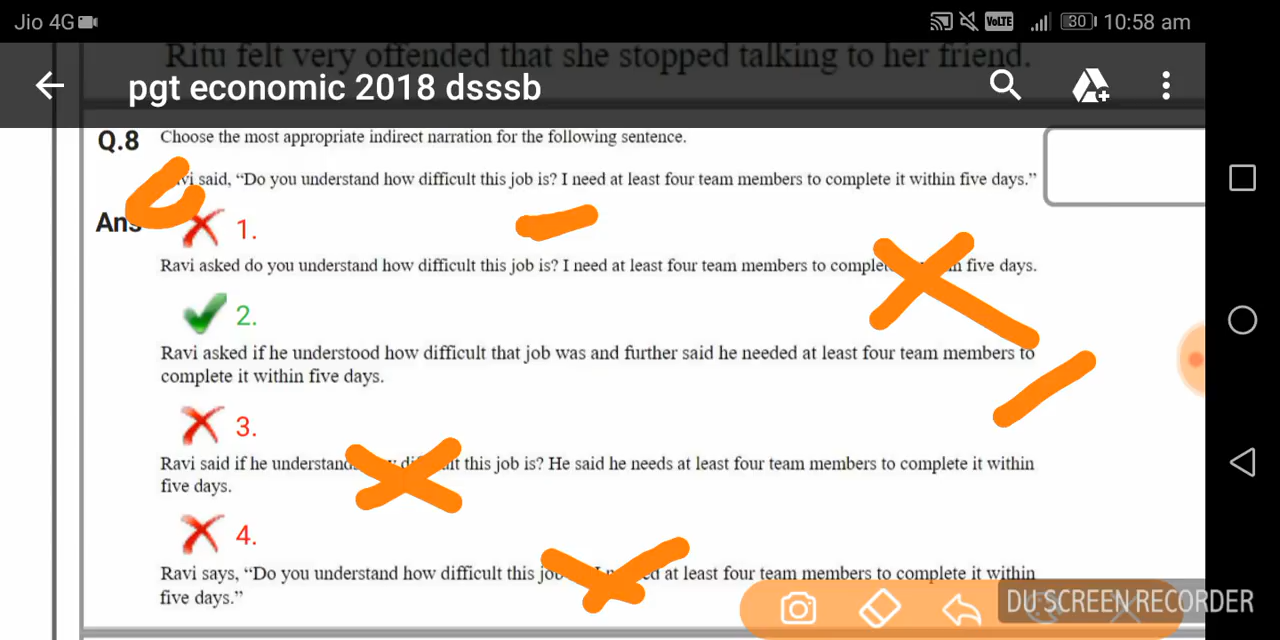 Jio 4G VoLTE 30 10:58 am
Ritu felt very offended that she stopped talking to her friend.
pgt economic 2018 dsssb
Q.8 Choose the most appropriate indirect narration for the following sentence.
said, “Do you understand how difficult this job is? I need at least four team members to complete it within five days.”
Ans 1.
Ravi asked do you understand how difficult this job is? I need at least four team members to five days.
2.
Ravi asked if he understood how difficult that job was and further said he needed at least four team members to
complete it within five days.
3.
Ravi said if he understand this job is? He said he needs at least four team members to complete it within
five days.
4.
Ravi says, “Do you understand how difficult this at least four team members to complete it within
five days.”
DU SCREEN RECORDER